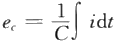 e_c = \frac{1}{C} \int i dt